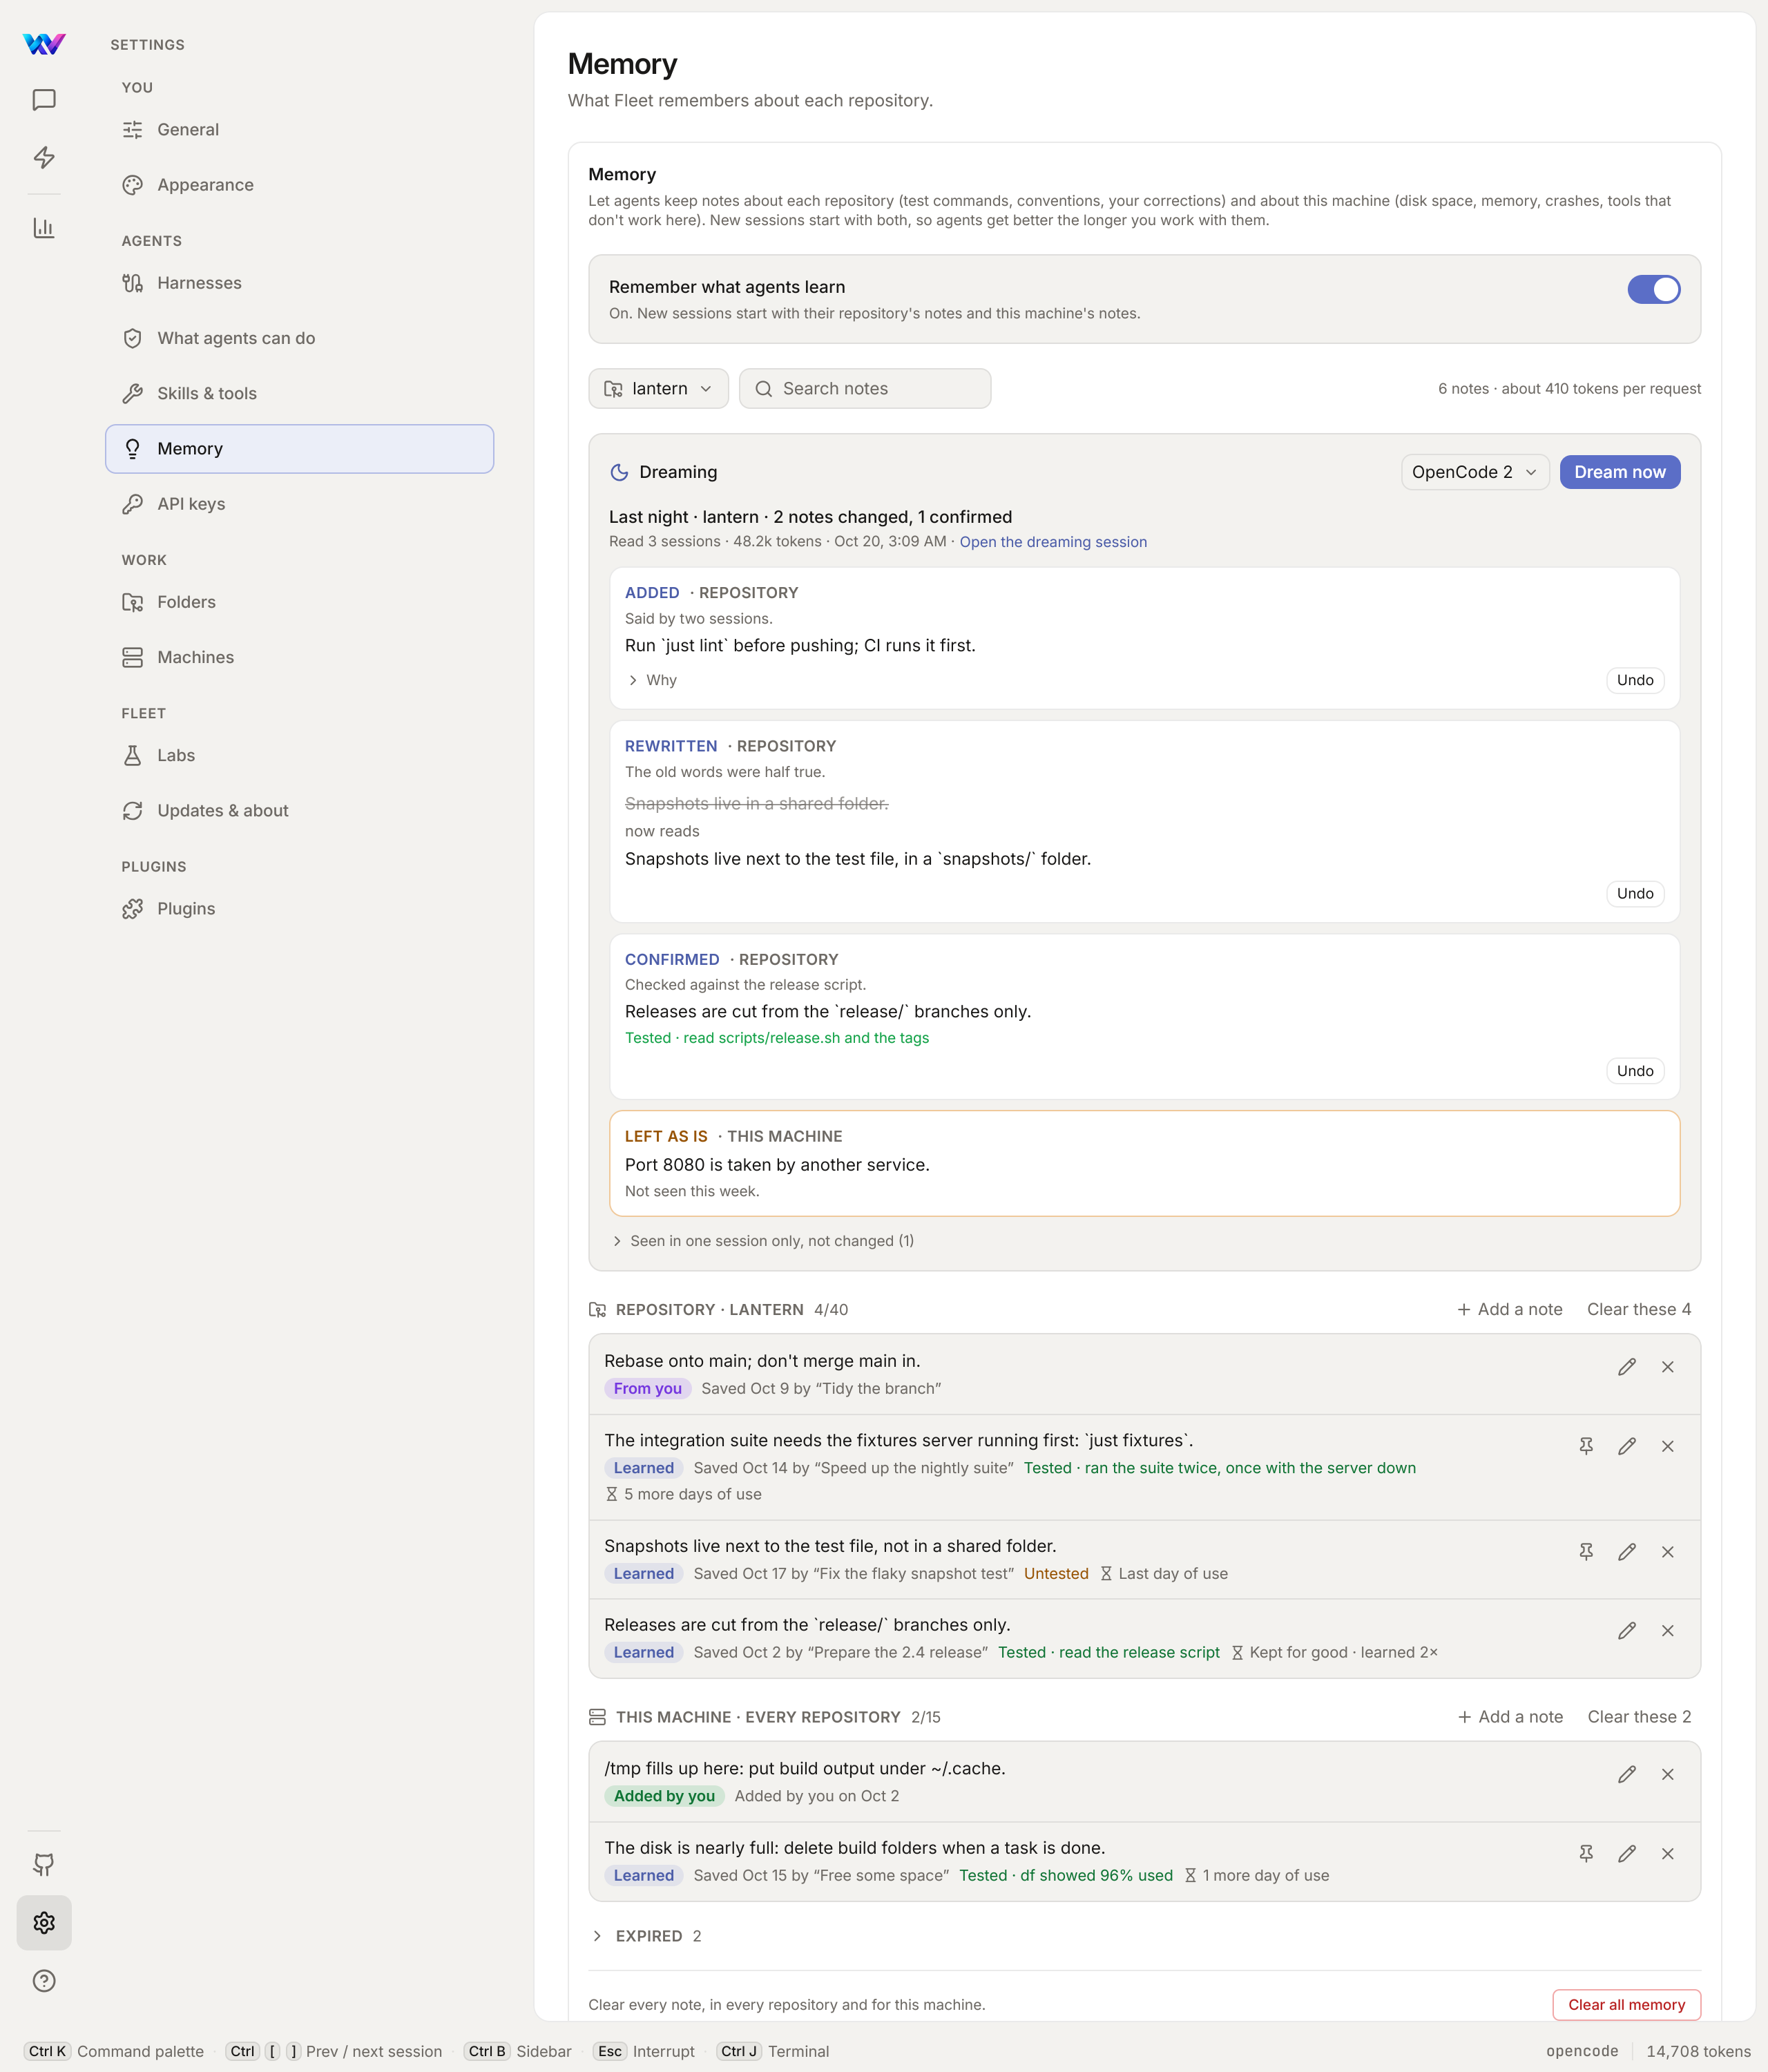 SETTINGS
YOU
General
Appearance
AGENTS
Harnesses
What agents can do
Skills & tools
Memory
API keys
WORK
Folders
Machines
FLEET
Labs
Updates & about
PLUGINS
Plugins
Memory
What Fleet remembers about each repository.
Memory
Let agents keep notes about each repository (test commands, conventions, your corrections) and about this machine (disk space, memory, crashes, tools that
don't work here). New sessions start with both, so agents get better the longer you work with them.
Remember what agents learn
On. New sessions start with their repository's notes and this machine's notes.
lantern
Search notes
6 notes · about 410 tokens per request
Dreaming
OpenCode 2
Dream now
Last night · lantern · 2 notes changed, 1 confirmed
Read 3 sessions · 48.2k tokens · Oct 20, 3:09 AM · Open the dreaming session
ADDED · REPOSITORY
Said by two sessions.
Run `just lint` before pushing; CI runs it first.
Why
Undo
REWRITTEN · REPOSITORY
The old words were half true.
Snapshots live in a shared folder.
now reads
Snapshots live next to the test file, in a `snapshots/` folder.
Undo
CONFIRMED · REPOSITORY
Checked against the release script.
Releases are cut from the `release/` branches only.
Tested · read scripts/release.sh and the tags
Undo
LEFT AS IS · THIS MACHINE
Port 8080 is taken by another service.
Not seen this week.
Seen in one session only, not changed (1)
REPOSITORY · LANTERN 4/40
+ Add a note
Clear these 4
Rebase onto main; don't merge main in.
From you Saved Oct 9 by “Tidy the branch”
The integration suite needs the fixtures server running first: `just fixtures`.
Learned Saved Oct 14 by “Speed up the nightly suite” Tested · ran the suite twice, once with the server down
5 more days of use
Snapshots live next to the test file, not in a shared folder.
Learned Saved Oct 17 by “Fix the flaky snapshot test” Untested Last day of use
Releases are cut from the `release/` branches only.
Learned Saved Oct 2 by “Prepare the 2.4 release” Tested · read the release script Kept for good · learned 2×
THIS MACHINE · EVERY REPOSITORY 2/15
+ Add a note
Clear these 2
/tmp fills up here: put build output under ~/.cache.
Added by you Added by you on Oct 2
The disk is nearly full: delete build folders when a task is done.
Learned Saved Oct 15 by “Free some space” Tested · df showed 96% used 1 more day of use
EXPIRED 2
Clear every note, in every repository and for this machine.
Clear all memory
Ctrl K Command palette · Ctrl [ ] Prev / next session · Ctrl B Sidebar · Esc Interrupt · Ctrl J Terminal
opencode
14,708 tokens